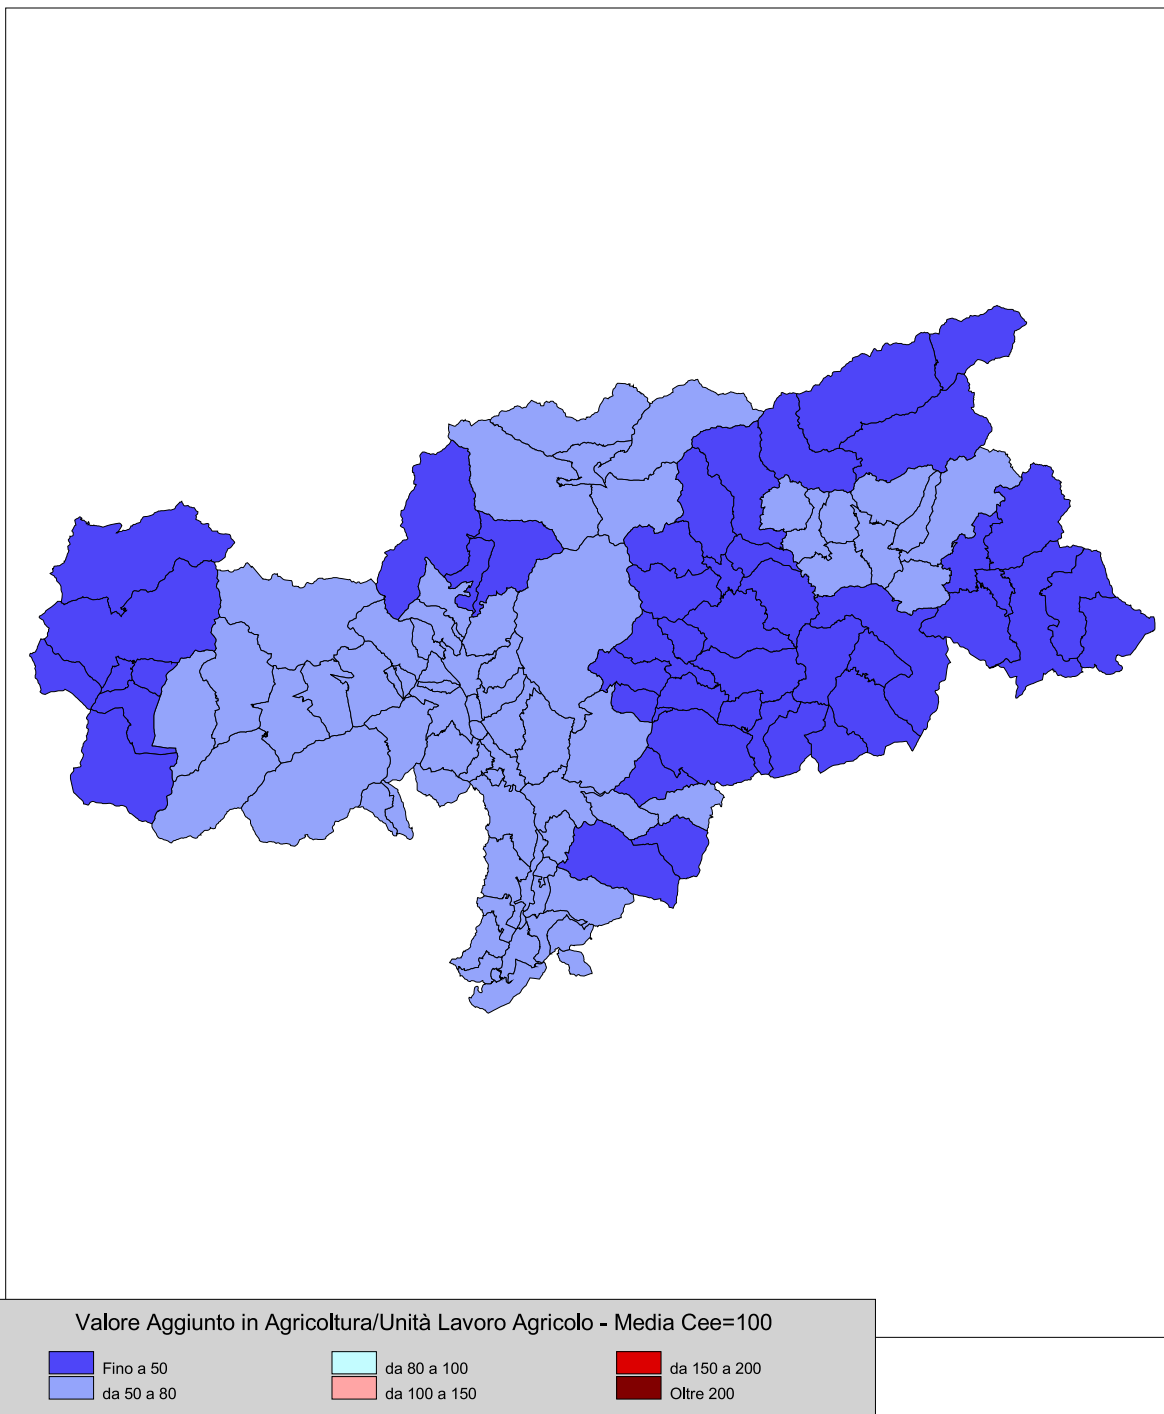 Valore Aggiunto in Agricoltura/Unità Lavoro Agricolo - Media Cee=100
Fino a 50
da 80 a 100
da 150 a 200
da 50 a 80
da 100 a 150
Oltre 200